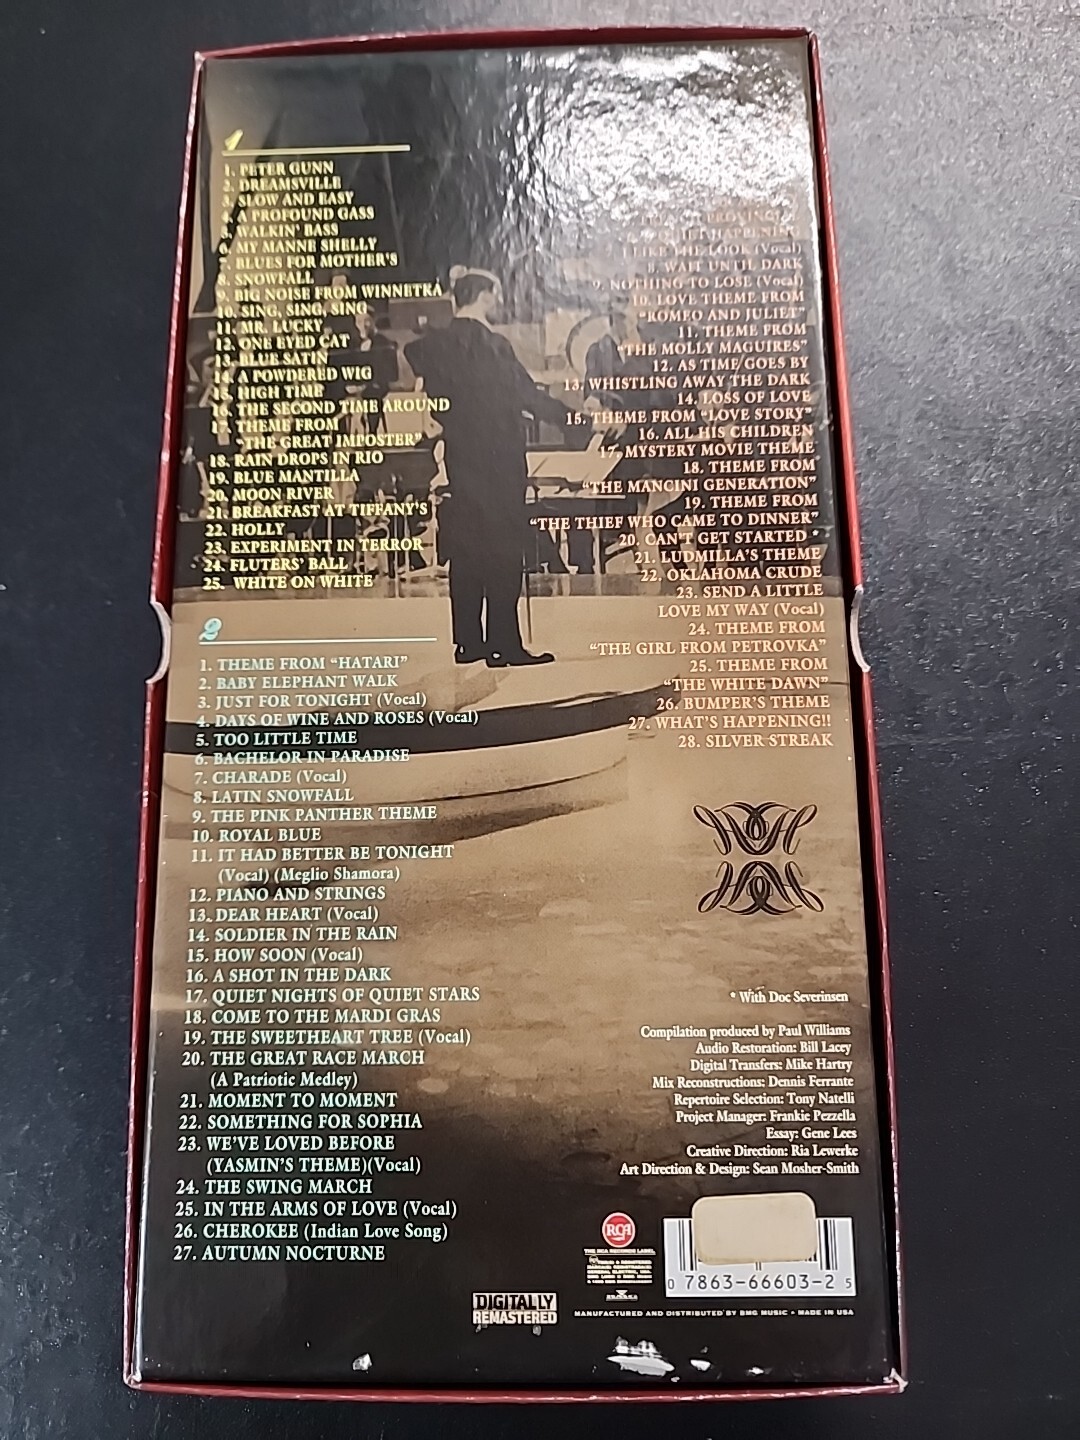 1
1. PETER GUNN
2. DREAMSVILLE
3. SLOW AND EASY
4. A PROFOUND GASS
5. WALKIN' BASS
6. MY MANNE SHELLY
7. BLUES FOR MOTHER'S
8. SNOWFALL
9. BIG NOISE FROM WINNETKA
10. SING, SING, SING
11. MR. LUCKY
12. ONE EYED CAT
13. BLUE SATIN
14. A POWDERED WIG
15. HIGH TIME
16. THE SECOND TIME AROUND
17. THEME FROM
"THE GREAT IMPOSTER"
18. RAIN DROPS IN RIO
19. BLUE MANTILLA
20. MOON RIVER
21. BREAKFAST AT TIFFANY'S
22. HOLLY
23. EXPERIMENT IN TERROR
24. FLUTERS' BALL
25. WHITE ON WHITE
2
1. THEME FROM "HATARI"
2. BABY ELEPHANT WALK
3. JUST FOR TONIGHT (Vocal)
4. DAYS OF WINE AND ROSES (Vocal)
5. TOO LITTLE TIME
6. BACHELOR IN PARADISE
7. CHARADE (Vocal)
8. LATIN SNOWFALL
9. THE PINK PANTHER THEME
10. ROYAL BLUE
11. IT HAD BETTER BE TONIGHT
(Vocal) (Meglio Shamora)
12. PIANO AND STRINGS
13. DEAR HEART (Vocal)
14. SOLDIER IN THE RAIN
15. HOW SOON (Vocal)
16. A SHOT IN THE DARK
17. QUIET NIGHTS OF QUIET STARS
18. COME TO THE MARDI GRAS
19. THE SWEETHEART TREE (Vocal)
20. THE GREAT RACE MARCH
(A Patriotic Medley)
21. MOMENT TO MOMENT
22. SOMETHING FOR SOPHIA
23. WE'VE LOVED BEFORE
(YASMIN'S THEME)(Vocal)
24. THE SWING MARCH
25. IN THE ARMS OF LOVE (Vocal)
26. CHEROKEE (Indian Love Song)
27. AUTUMN NOCTURNE
PROVINCIAL
HAPPENING
I LIKE THE LOOK (Vocal)
8. WAIT UNTIL DARK
9. NOTHING TO LOSE (Vocal)
10. LOVE THEME FROM
"ROMEO AND JULIET"
11. THEME FROM
"THE MOLLY MAGUIRES"
12. AS TIME GOES BY
13. WHISTLING AWAY THE DARK
14. LOSS OF LOVE
15. THEME FROM "LOVE STORY"
16. ALL HIS CHILDREN
17. MYSTERY MOVIE THEME
18. THEME FROM
"THE MANCINI GENERATION"
19. THEME FROM
"THE THIEF WHO CAME TO DINNER"
20. CAN'T GET STARTED *
21. LUDMILLA'S THEME
22. OKLAHOMA CRUDE
23. SEND A LITTLE
LOVE MY WAY (Vocal)
24. THEME FROM
"THE GIRL FROM PETROVKA"
25. THEME FROM
"THE WHITE DAWN"
26. BUMPER'S THEME
27. WHAT'S HAPPENING!!
28. SILVER STREAK
* With Doc Severinsen
Compilation produced by Paul Williams
Audio Restoration: Bill Lacey
Digital Transfers: Mike Hartry
Mix Reconstructions: Dennis Ferrante
Repertoire Selection: Tony Natelli
Project Manager: Frankie Pezzella
Essay: Gene Lees
Creative Direction: Ria Lewerke
Art Direction & Design: Sean Mosher-Smith
RCA
THE RCA RECORDS LABEL
0 7863-66603-2 5
DIGITALLY
REMASTERED
MANUFACTURED AND DISTRIBUTED BY BMG MUSIC • MADE IN USA